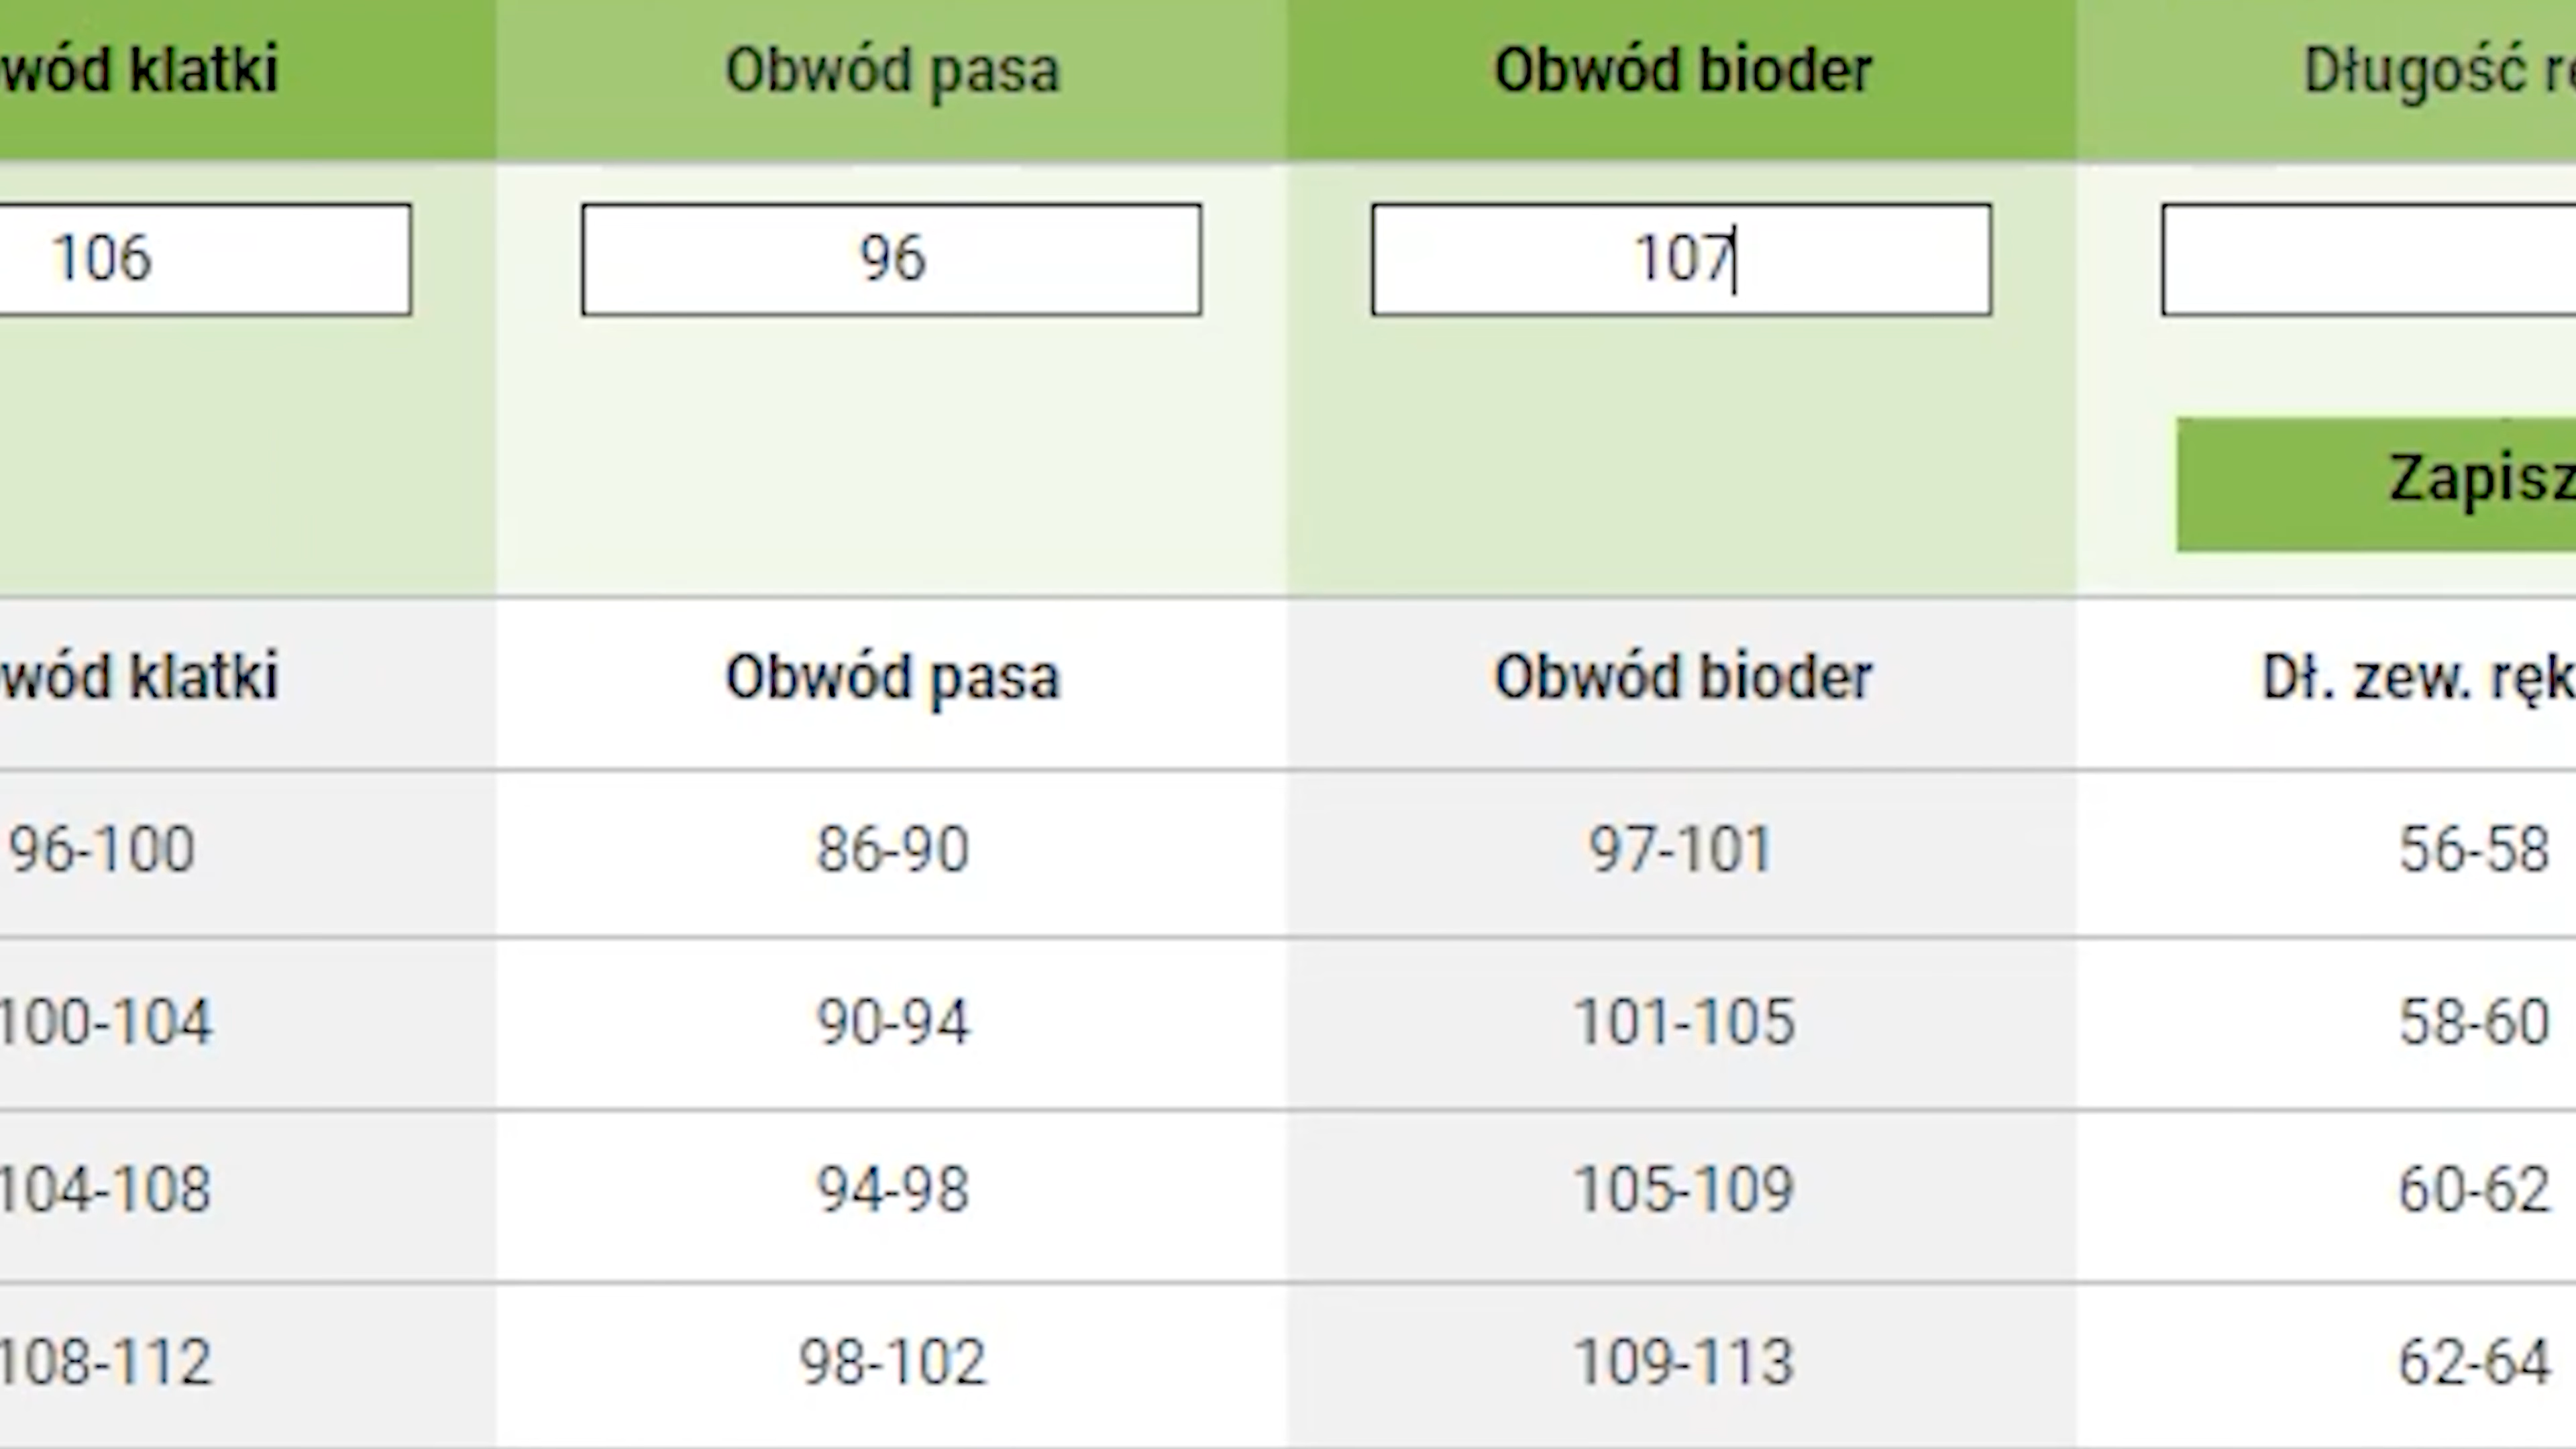 wód klatki Obwód pasa Obwód bioder Długość rę
106 96 107
Zapisz
wód klatki Obwód pasa Obwód bioder Dł. zew. ręk
96-100 86-90 97-101 56-58
100-104 90-94 101-105 58-60
104-108 94-98 105-109 60-62
108-112 98-102 109-113 62-64